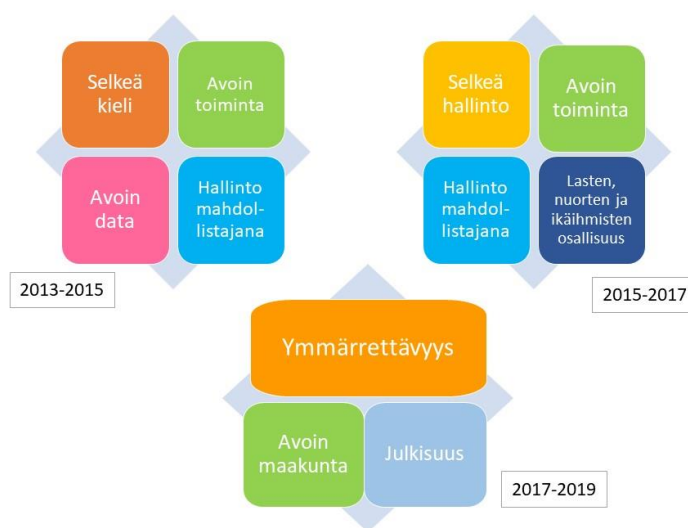 Selkeä
kieli
Avoin
toiminta
Avoin
data
Hallinto
mahdol-
listajana
2013-2015
Selkeä
hallinto
Avoin
toiminta
Hallinto
mahdol-
listajana
Lasten,
nuorten ja
ikäihmisten
osallisuus
2015-2017
Ymmärrettävyys
Avoin
maakunta
Julkisuus
2017-2019